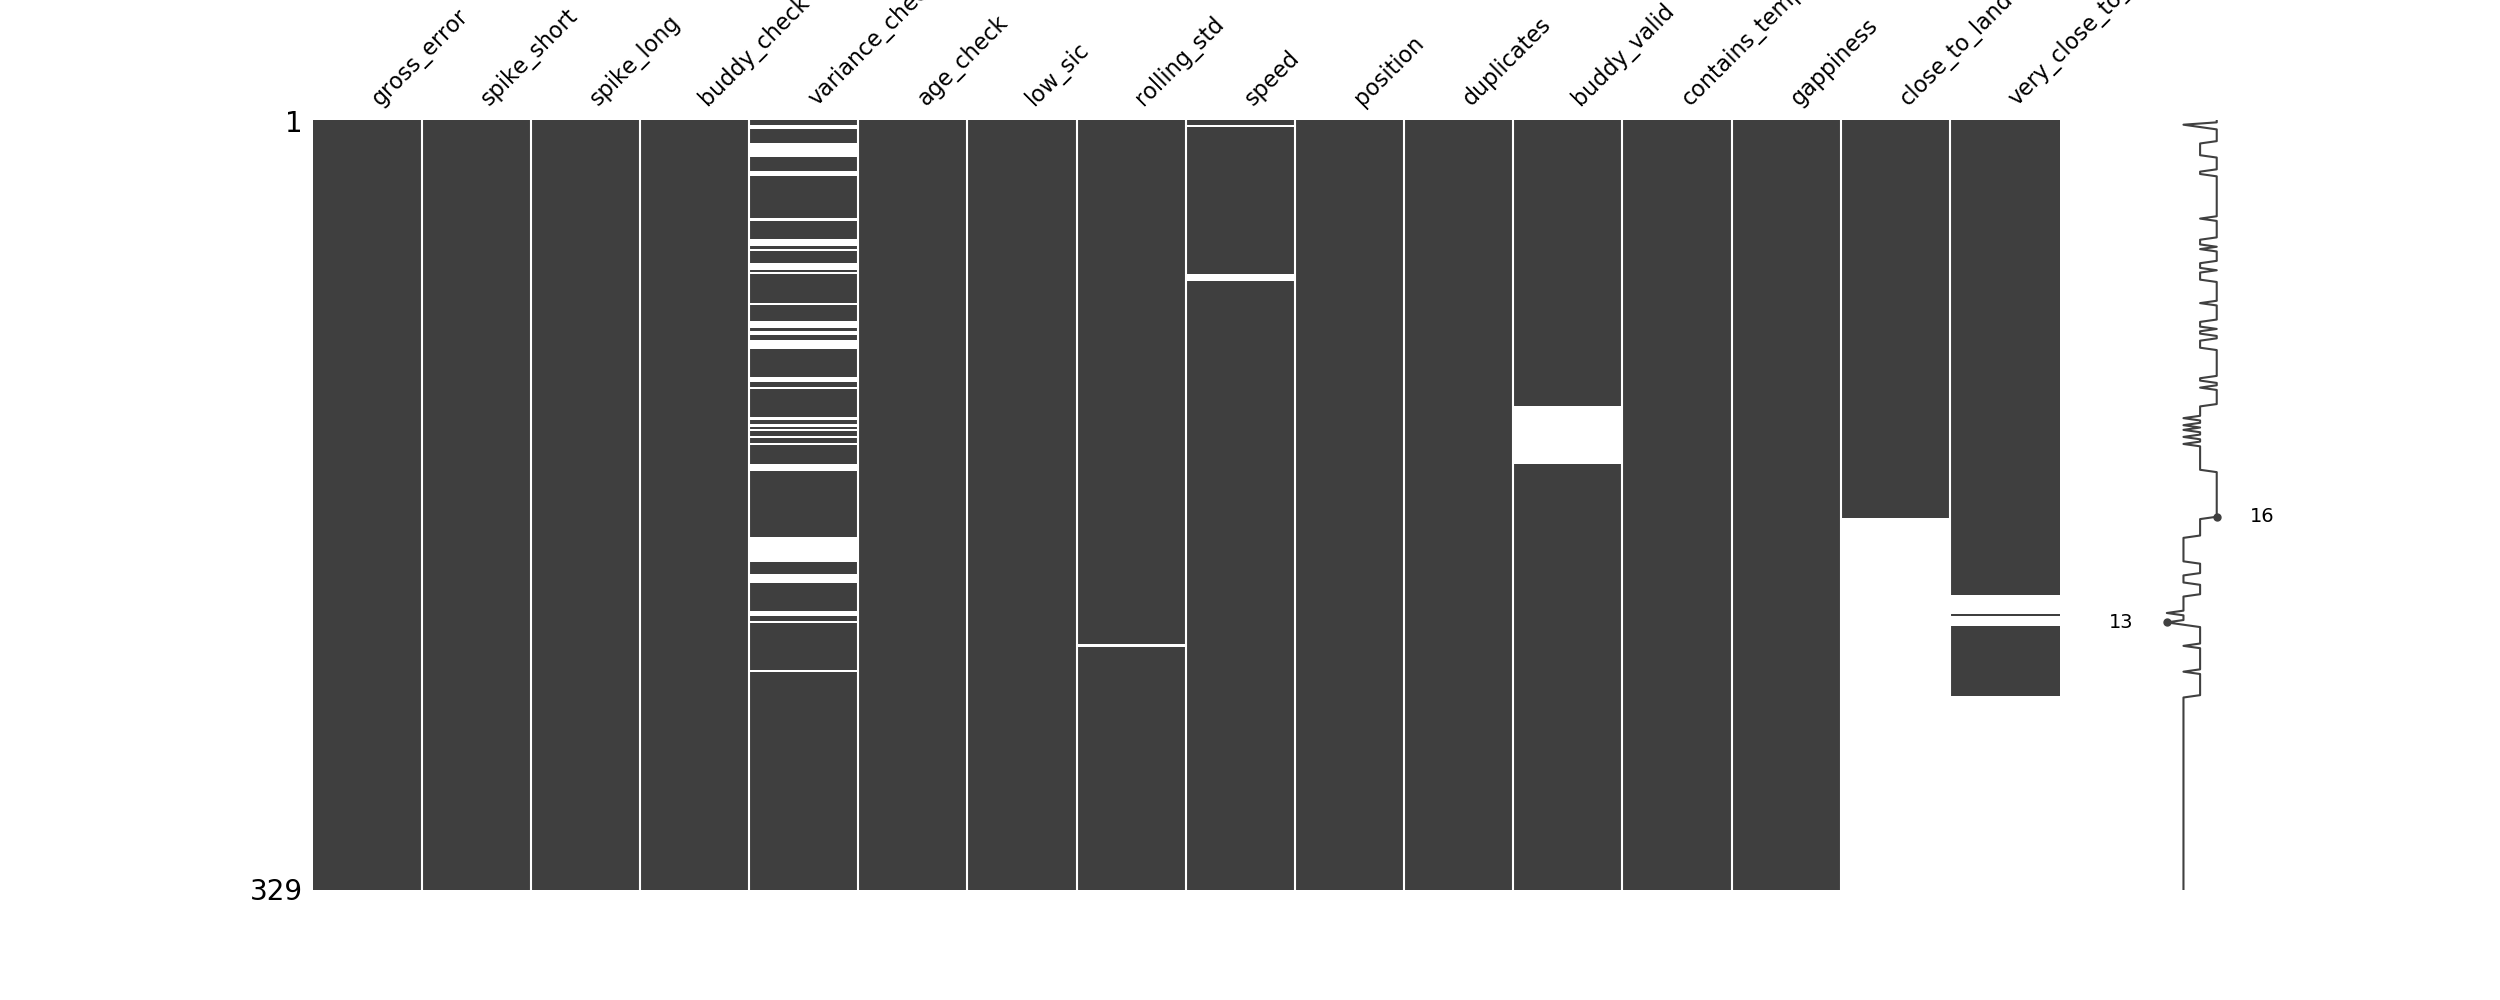 gross_error
spike_short
spike_long
buddy_check
age_check
low_sic
rolling_std
speed
position
duplicates
buddy_valid
gappiness
close_to_land
1
16
13
329